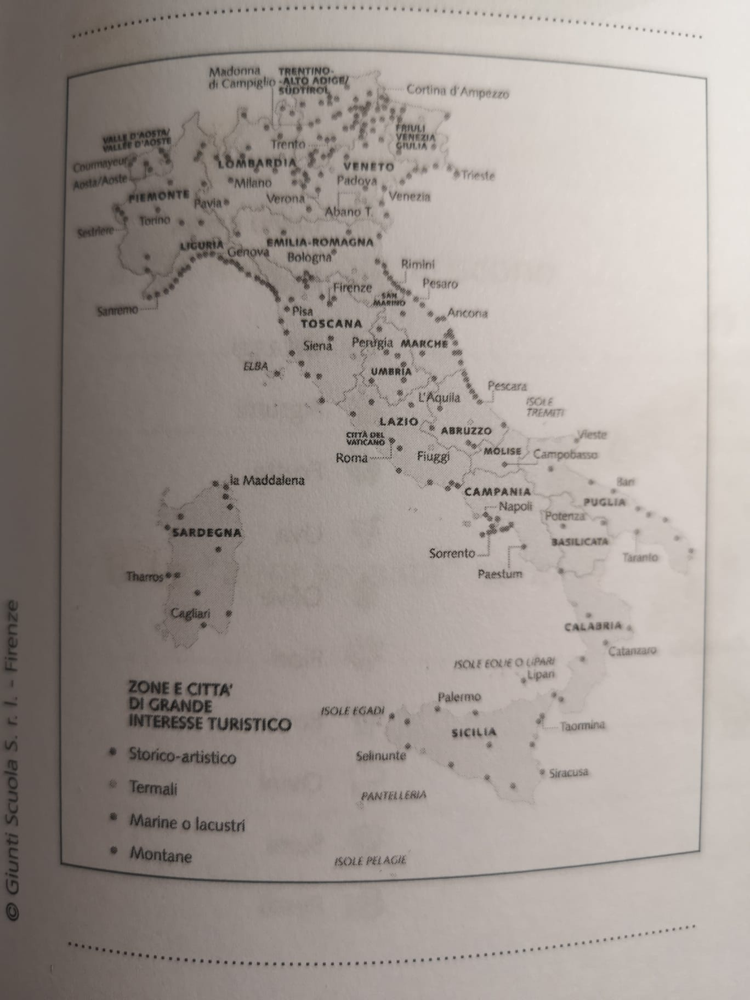 Madonna
di Campiglio
TRENTINO-
-ALTO ADIGE/
SÜDTIROL
Cortina d'Ampezzo
VALLE D'AOSTA/
VALLÉE D'AOSTE
FRIULI
VENEZIA
GIULIA
Trento
Courmayeur
LOMBARDIA
VENETO
Aosta/Aoste
Milano
Padova
Trieste
PIEMONTE
Pavia
Verona
Venezia
Abano T.
Torino
Sestriere
LIGURIA
Genova
EMILIA-ROMAGNA
Bologna
Rimini
Firenze
Pesaro
SAN
MARINO
Sanremo
Pisa
Ancona
TOSCANA
Siena
Perugia
MARCHE
ELBA
UMBRIA
Pescara
L'Aquila
ISOLE
TREMITI
LAZIO
ABRUZZO
CITTÀ DEL
VATICANO
Vieste
Roma
Fiuggi
MOLISE
Campobasso
la Maddalena
Bari
CAMPANIA
PUGLIA
Napoli
Potenza
SARDEGNA
BASILICATA
Sorrento
Taranto
Tharros
Paestum
Cagliari
CALABRIA
Catanzaro
ISOLE EOLIE O LIPARI
Lipari
ZONE E CITTA'
DI GRANDE
INTERESSE TURISTICO
Palermo
ISOLE EGADI
Taormina
SICILIA
Storico-artistico
Selinunte
Siracusa
Termali
PANTELLERIA
Marine o lacustri
Montane
ISOLE PELAGIE
© Giunti Scuola S. r. l. - Firenze